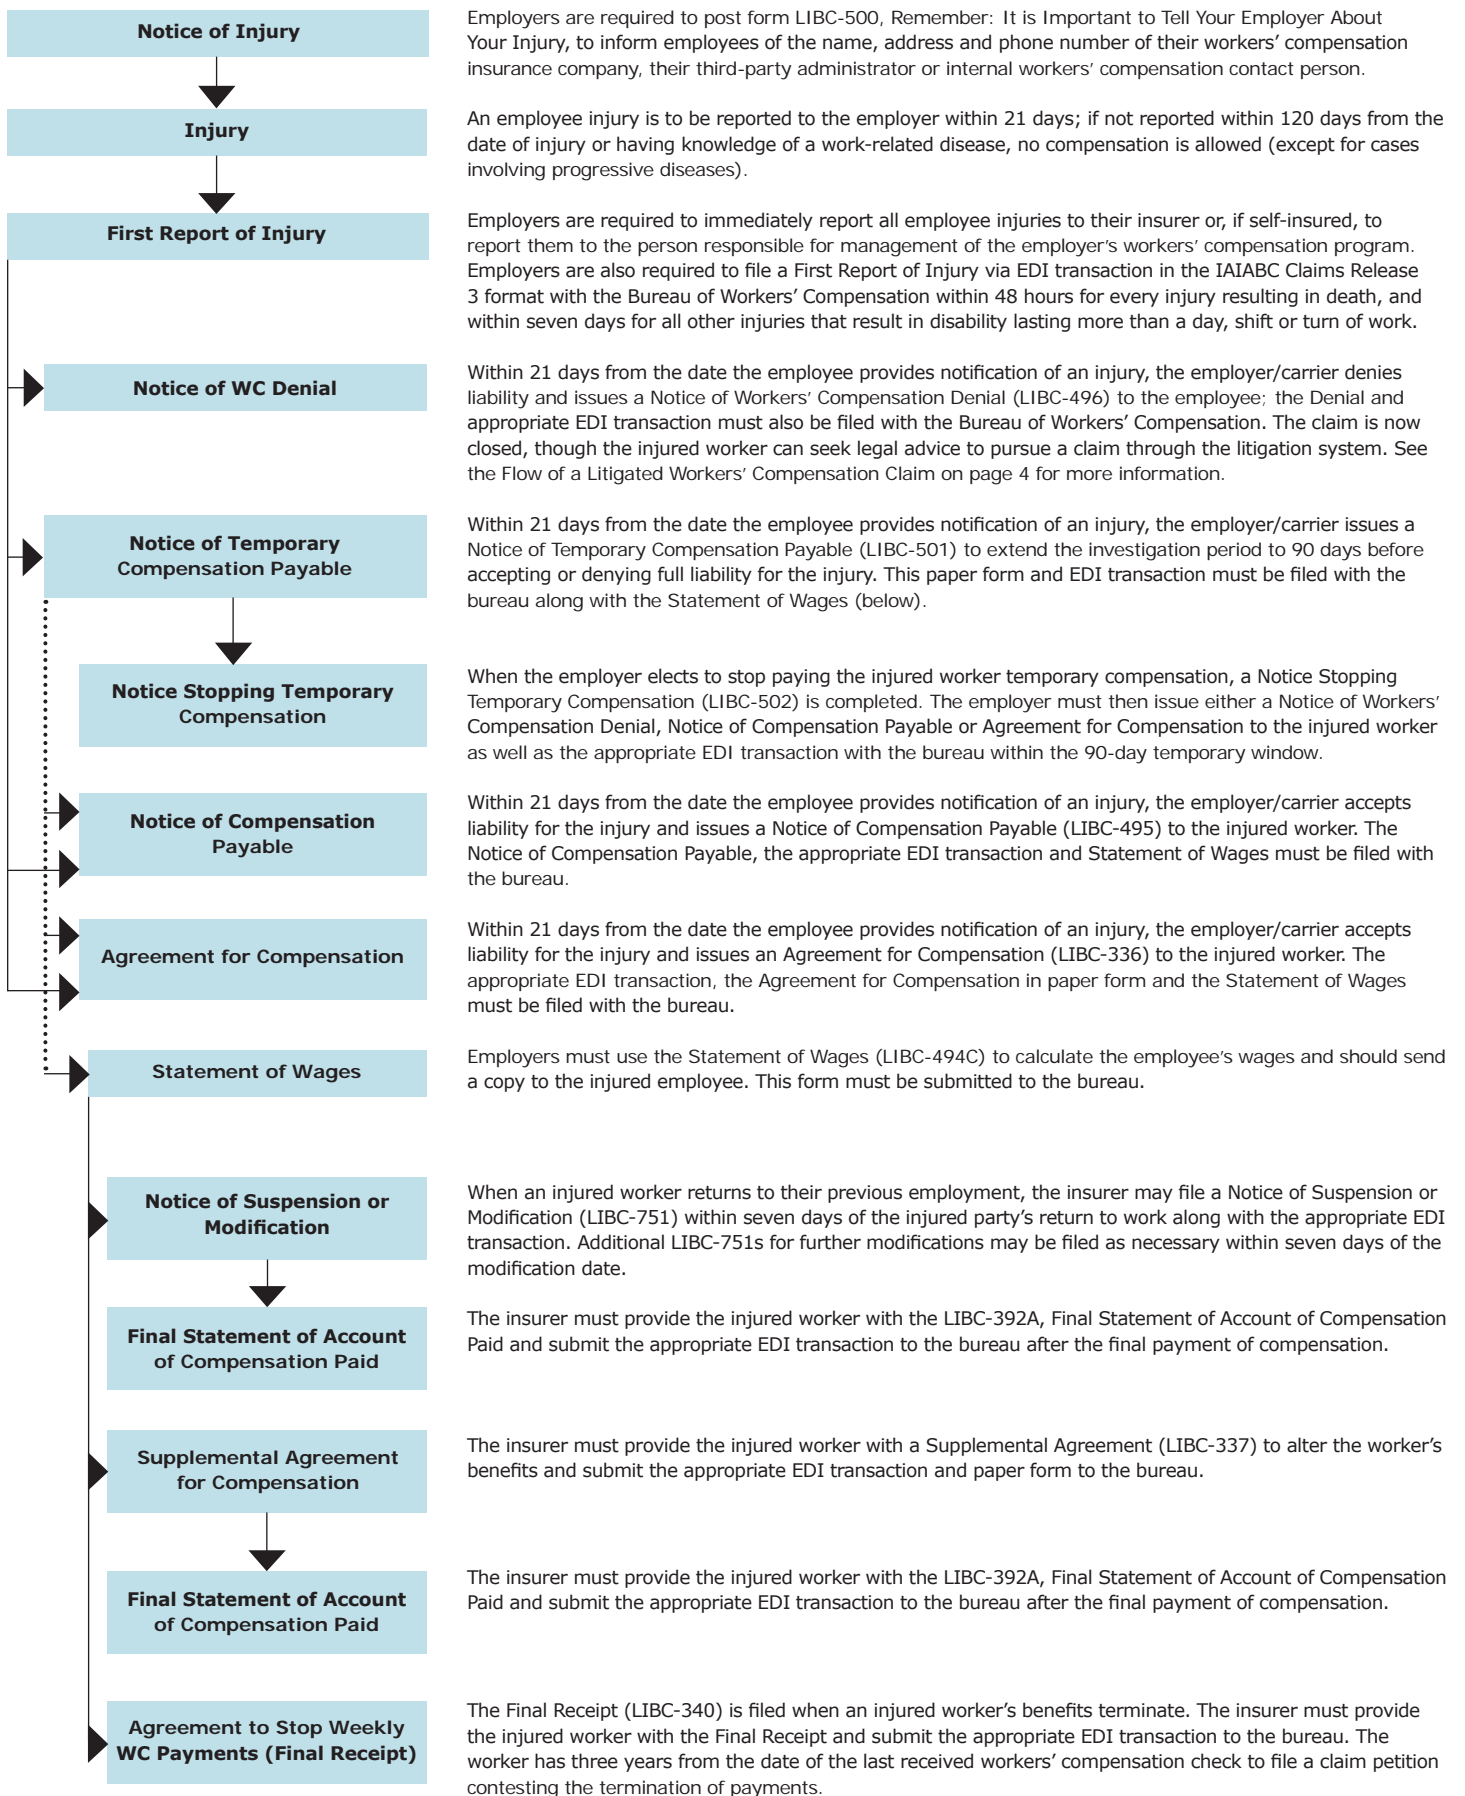 Notice of Injury
Employers are required to post form LIBC-500, Remember: It is Important to Tell Your Employer About
Your Injury, to inform employees of the name, address and phone number of their workers' compensation
insurance company, their third-party administrator or internal workers' compensation contact person.
Injury
An employee injury is to be reported to the employer within 21 days; if not reported within 120 days from the
date of injury or having knowledge of a work-related disease, no compensation is allowed (except for cases
involving progressive diseases).
First Report of Injury
Employers are required to immediately report all employee injuries to their insurer or, if self-insured, to
report them to the person responsible for management of the employer's workers' compensation program.
Employers are also required to file a First Report of Injury via EDI transaction in the IAIABC Claims Release
3 format with the Bureau of Workers' Compensation within 48 hours for every injury resulting in death, and
within seven days for all other injuries that result in disability lasting more than a day, shift or turn of work.
Notice of WC Denial
Within 21 days from the date the employee provides notification of an injury, the employer/carrier denies
liability and issues a Notice of Workers' Compensation Denial (LIBC-496) to the employee; the Denial and
appropriate EDI transaction must also be filed with the Bureau of Workers' Compensation. The claim is now
closed, though the injured worker can seek legal advice to pursue a claim through the litigation system. See
the Flow of a Litigated Workers' Compensation Claim on page 4 for more information.
Notice of Temporary
Compensation Payable
Within 21 days from the date the employee provides notification of an injury, the employer/carrier issues a
Notice of Temporary Compensation Payable (LIBC-501) to extend the investigation period to 90 days before
accepting or denying full liability for the injury. This paper form and EDI transaction must be filed with the
bureau along with the Statement of Wages (below).
Notice Stopping Temporary
Compensation
When the employer elects to stop paying the injured worker temporary compensation, a Notice Stopping
Temporary Compensation (LIBC-502) is completed. The employer must then issue either a Notice of Workers'
Compensation Denial, Notice of Compensation Payable or Agreement for Compensation to the injured worker
as well as the appropriate EDI transaction with the bureau within the 90-day temporary window.
Notice of Compensation
Payable
Within 21 days from the date the employee provides notification of an injury, the employer/carrier accepts
liability for the injury and issues a Notice of Compensation Payable (LIBC-495) to the injured worker. The
Notice of Compensation Payable, the appropriate EDI transaction and Statement of Wages must be filed with
the bureau.
Agreement for Compensation
Within 21 days from the date the employee provides notification of an injury, the employer/carrier accepts
liability for the injury and issues an Agreement for Compensation (LIBC-336) to the injured worker. The
appropriate EDI transaction, the Agreement for Compensation in paper form and the Statement of Wages
must be filed with the bureau.
Statement of Wages
Employers must use the Statement of Wages (LIBC-494C) to calculate the employee's wages and should send
a copy to the injured employee. This form must be submitted to the bureau.
Notice of Suspension or
Modification
When an injured worker returns to their previous employment, the insurer may file a Notice of Suspension or
Modification (LIBC-751) within seven days of the injured party's return to work along with the appropriate EDI
transaction. Additional LIBC-751s for further modifications may be filed as necessary within seven days of the
modification date.
Final Statement of Account
of Compensation Paid
The insurer must provide the injured worker with the LIBC-392A, Final Statement of Account of Compensation
Paid and submit the appropriate EDI transaction to the bureau after the final payment of compensation.
Supplemental Agreement
for Compensation
The insurer must provide the injured worker with a Supplemental Agreement (LIBC-337) to alter the worker's
benefits and submit the appropriate EDI transaction and paper form to the bureau.
Final Statement of Account
of Compensation Paid
The insurer must provide the injured worker with the LIBC-392A, Final Statement of Account of Compensation
Paid and submit the appropriate EDI transaction to the bureau after the final payment of compensation.
Agreement to Stop Weekly
WC Payments (Final Receipt)
The Final Receipt (LIBC-340) is filed when an injured worker's benefits terminate. The insurer must provide
the injured worker with the Final Receipt and submit the appropriate EDI transaction to the bureau. The
worker has three years from the date of the last received workers' compensation check to file a claim petition
contesting the termination of payments.